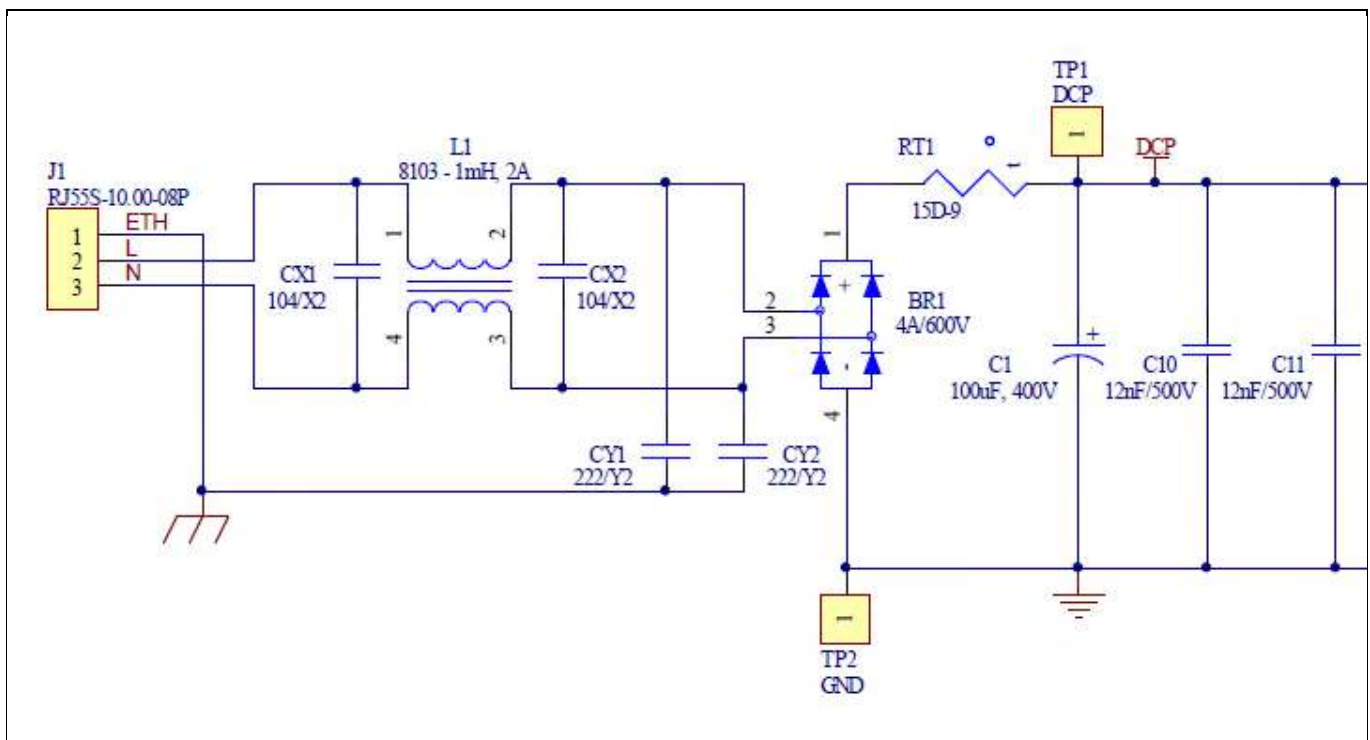 TP1
DCP
1
DCP
L1
8103 - 1mH, 2A
RT1
t
15D-9
J1
RJ55S-10.00-08P
ETH
L
N
1
2
3
1
2
4
3
CX1
104/X2
CX2
104/X2
1
2
3
4
+
-
BR1
4A/600V
+
C1
100uF, 400V
C10
12nF/500V
C11
12nF/500V
CY1
222/Y2
CY2
222/Y2
1
TP2
GND